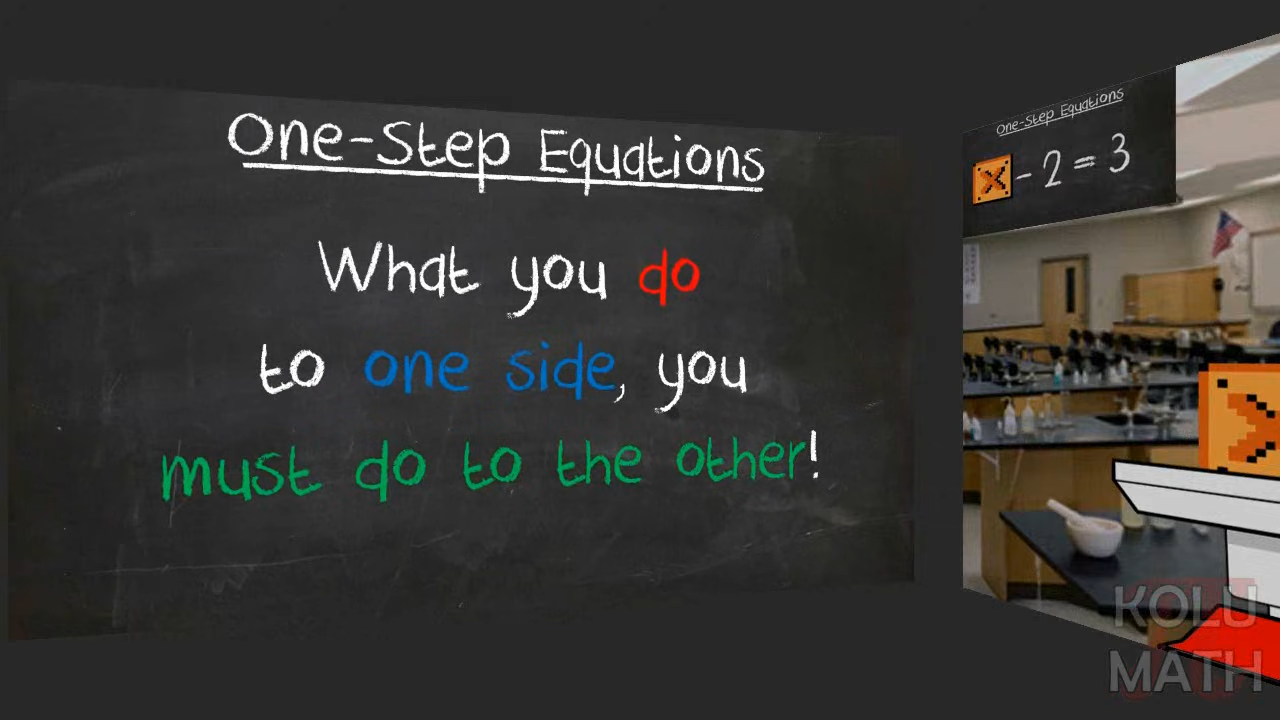 One-Step Equations
What you do
to one side, you
must do to the other!
One-Step Equations
x - 2 = 3
KOLU
MATH